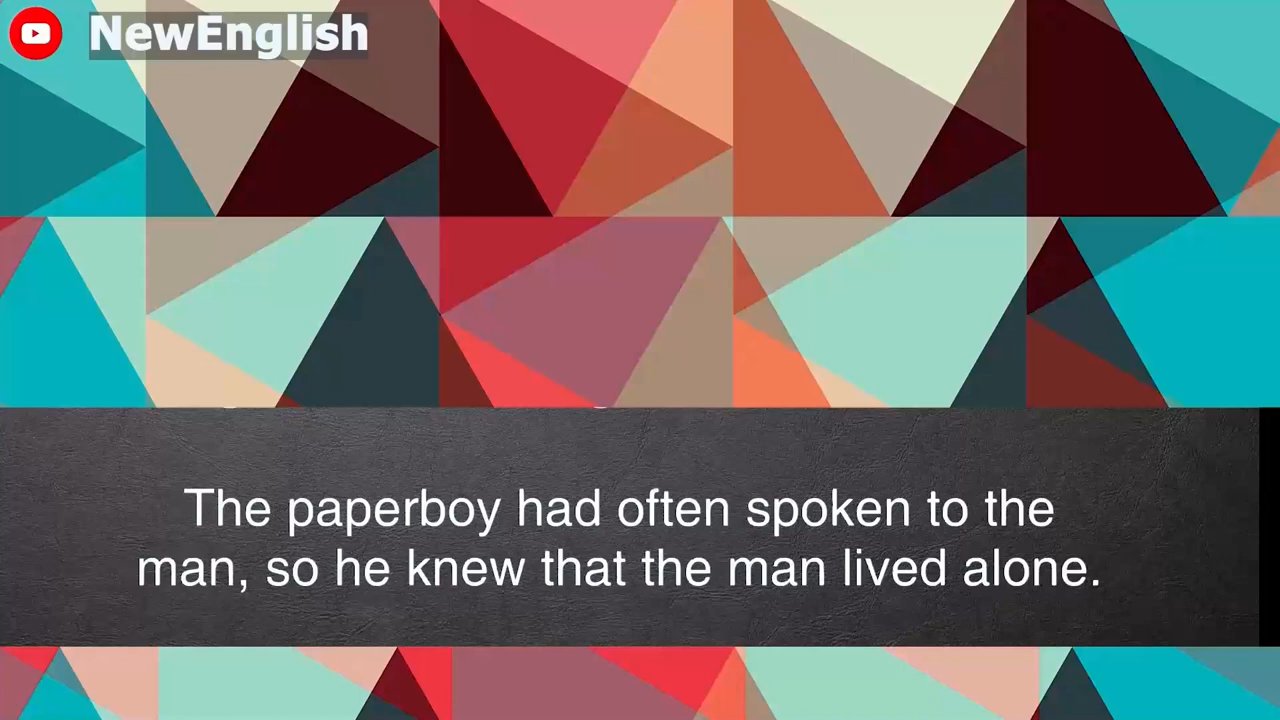 NewEnglish
The paperboy had often spoken to the
man, so he knew that the man lived alone.